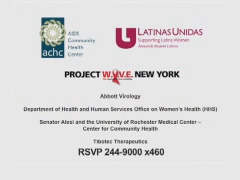 achc
AIDS
Community
Health
Center
LATINAS UNIDAS
Supporting Latina Women
PROJECT W.A.V.E. NEW YORK
Abbott Virology
Department of Health and Human Services Office on Women's Health (HHS)
Senator Alesi and the University of Rochester Medical Center –
Center for Community Health
Tibotec Therapeutics
RSVP 244-9000 x460